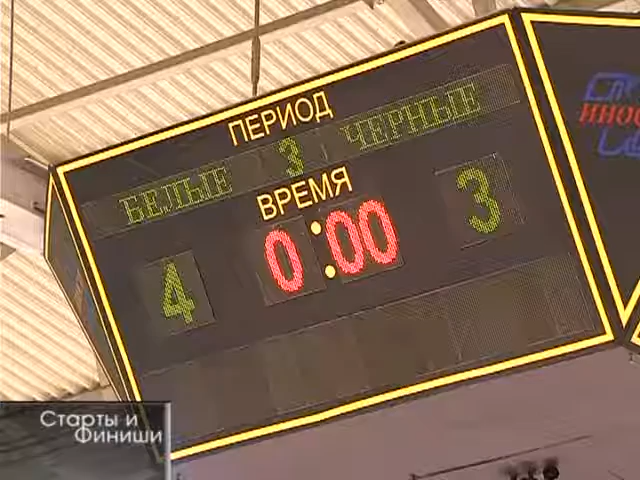 ПЕРИОД
БЕЛЫЕ 3 ЧЕРНЫЕ
ВРЕМЯ
4 0:00 3
Старты и
Финиши